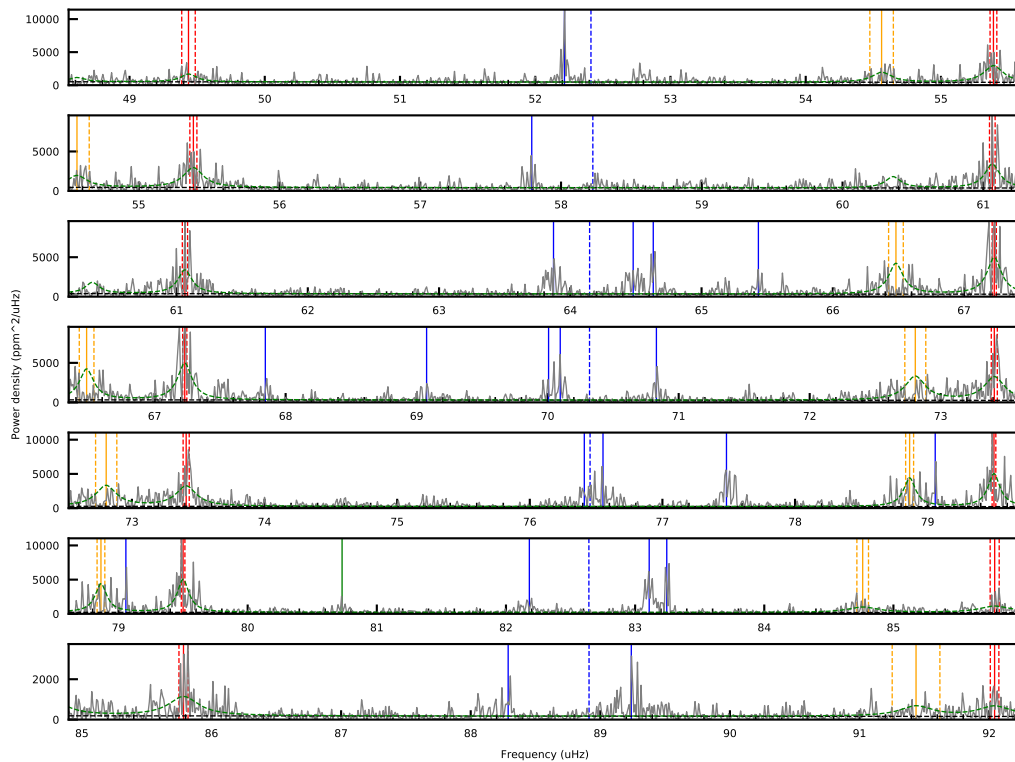 10000
5000
0
49 50 51 52 53 54 55
5000
0
55 56 57 58 59 60 61
5000
0
61 62 63 64 65 66 67
Power density (ppm^2/uHz)
5000
0
67 68 69 70 71 72 73
10000
5000
0
73 74 75 76 77 78 79
10000
5000
0
79 80 81 82 83 84 85
2000
0
85 86 87 88 89 90 91 92
Frequency (uHz)